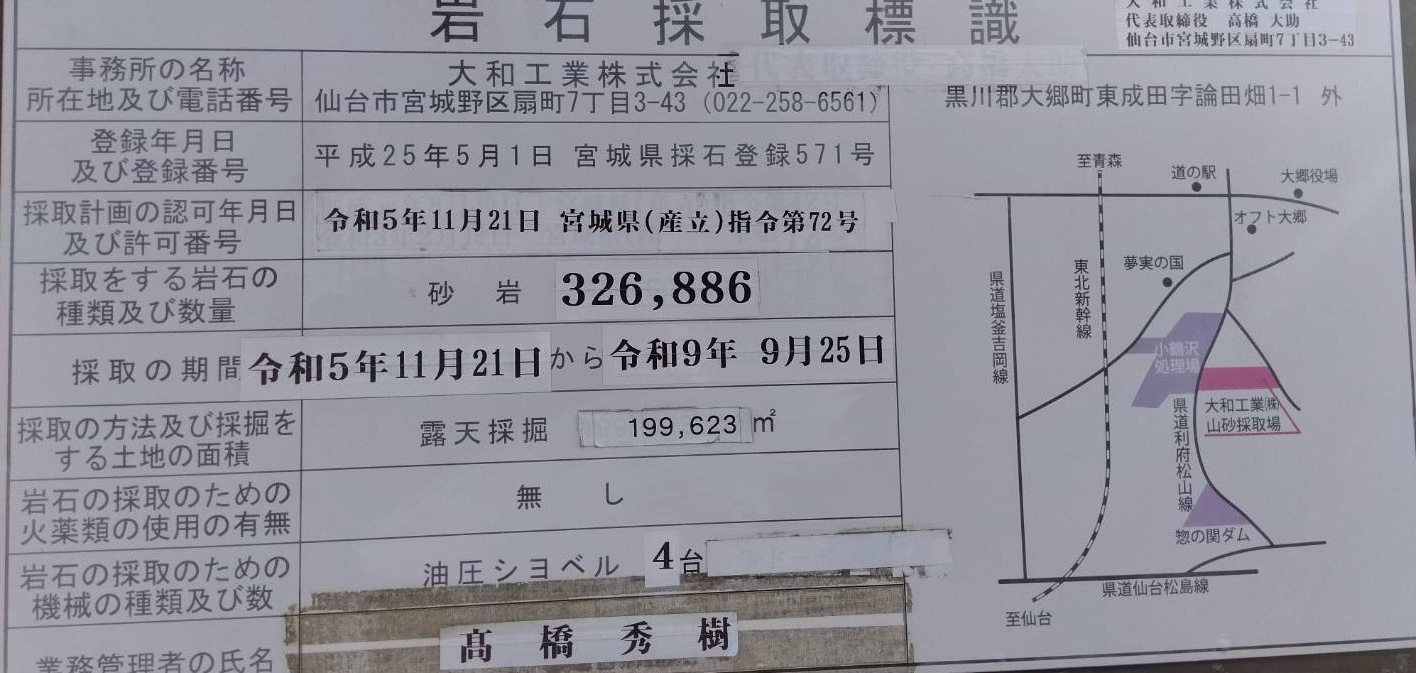 岩石採取標識
大和工業株式会社
代表取締役 高橋 大助
仙台市宮城野区扇町7丁目3-43
事務所の名称
所在地及び電話番号
大和工業株式会社
仙台市宮城野区扇町7丁目3-43(022-258-6561)
登録年月日
及び登録番号
平成25年5月1日 宮城県採石登録571号
採取計画の認可年月日
及び許可番号
令和5年11月21日 宮城県(産立)指令第72号
採取をする岩石の
種類及び数量
砂岩 326,886
採取の期間
令和5年11月21日から令和9年 9月25日
採取の方法及び採掘を
する土地の面積
露天採掘 199,623 ㎡
岩石の採取のための
火薬類の使用の有無
無し
岩石の採取のための
機械の種類及び数
油圧シヨベル 4台
業務管理者の氏名
髙橋秀樹
黒川郡大郷町東成田字論田畑1-1 外
至青森
道の駅
大郷役場
オフト大郷
夢実の国
東北新幹線
県道塩釜吉岡線
小鶴沢
処理場
大和工業㈱
山砂採取場
県道利府松山線
惣の関ダム
県道仙台松島線
至仙台